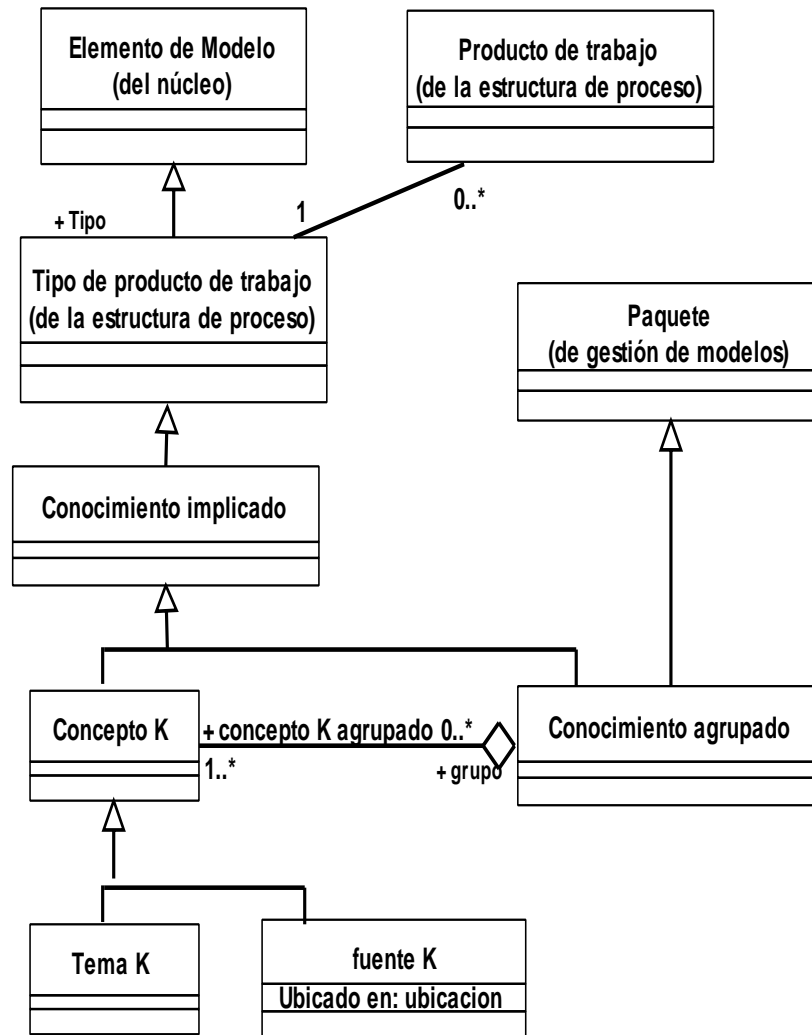 Elemento de Modelo
(del núcleo)
Producto de trabajo
(de la estructura de proceso)
+ Tipo
1
0..*
Tipo de producto de trabajo
(de la estructura de proceso)
Paquete
(de gestión de modelos)
Conocimiento implicado
Concepto K
+ concepto K agrupado 0..*
1..*
+ grupo
Conocimiento agrupado
Tema K
fuente K
Ubicado en: ubicacion